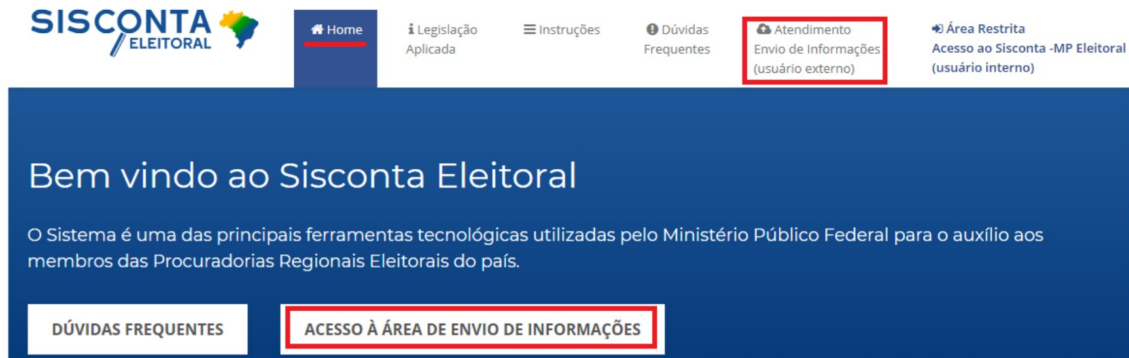 SISCONTA
ELEITORAL
Home
Legislação
Aplicada
Instruções
Dúvidas
Frequentes
Atendimento
Envio de Informações
(usuário externo)
Área Restrita
Acesso ao Sisconta -MP Eleitoral
(usuário interno)
Bem vindo ao Sisconta Eleitoral
O Sistema é uma das principais ferramentas tecnológicas utilizadas pelo Ministério Público Federal para o auxílio aos
membros das Procuradorias Regionais Eleitorais do país.
DÚVIDAS FREQUENTES
ACESSO À ÁREA DE ENVIO DE INFORMAÇÕES